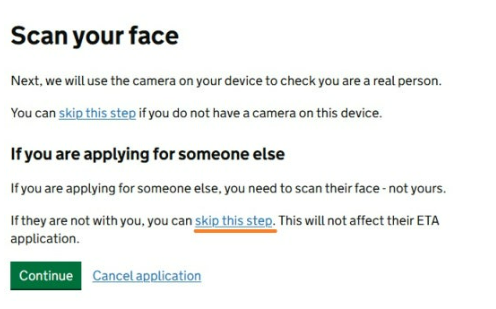 Scan your face
Next, we will use the camera on your device to check you are a real person.
You can skip this step if you do not have a camera on this device.
If you are applying for someone else
If you are applying for someone else, you need to scan their face - not yours.
If they are not with you, you can skip this step. This will not affect their ETA
application.
Continue Cancel application